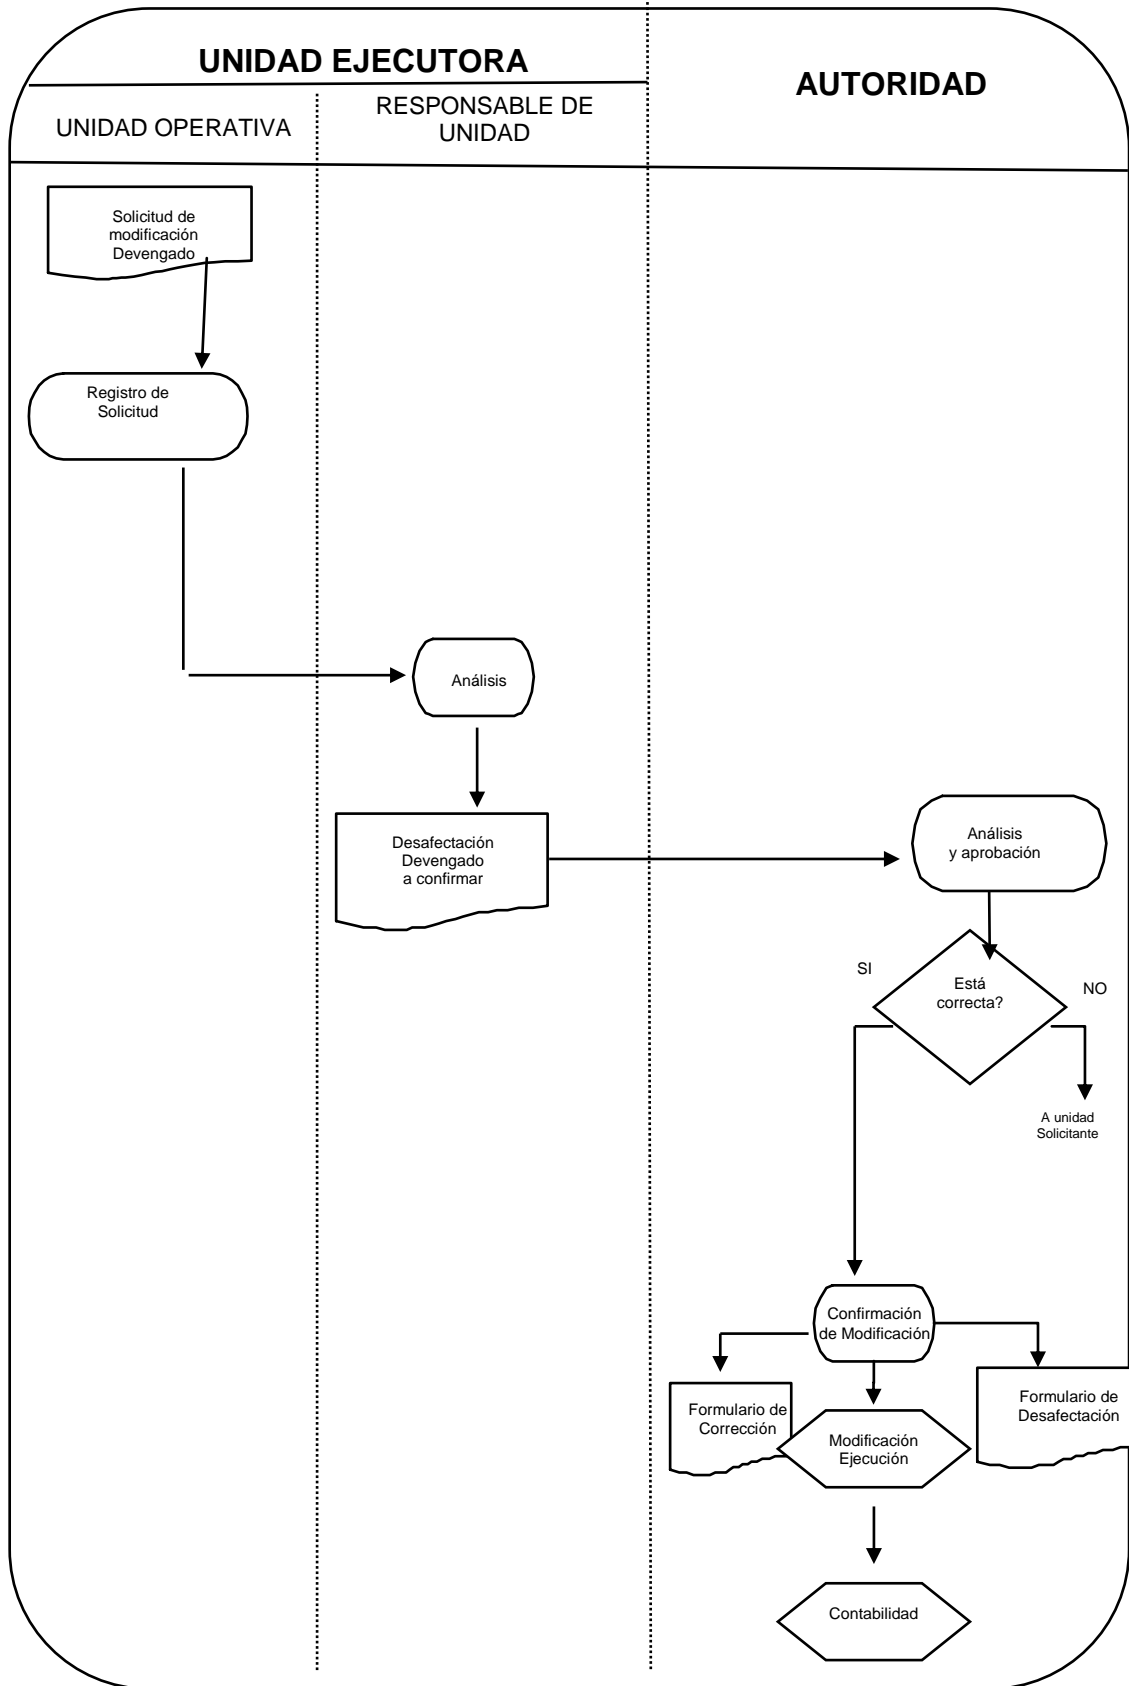 UNIDAD EJECUTORA
AUTORIDAD
UNIDAD OPERATIVA
RESPONSABLE DE
UNIDAD
Solicitud de
modificación
Devengado
Registro de
Solicitud
Análisis
Desafectación
Devengado
a confirmar
Análisis
y aprobación
SI
Está
correcta?
NO
A unidad
Solicitante
Confirmación
de Modificación
Formulario de
Corrección
Modificación
Ejecución
Formulario de
Desafectación
Contabilidad